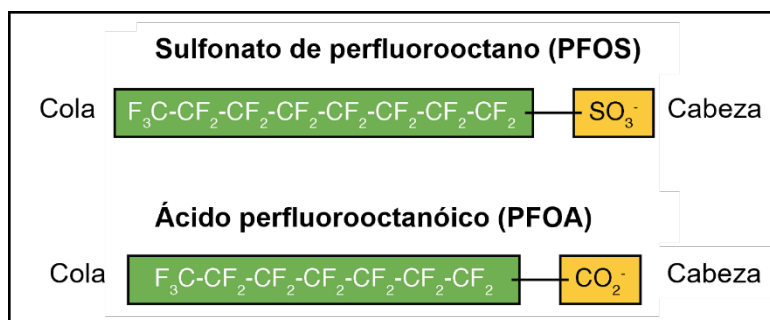 Sulfonato de perfluorooctano (PFOS)
Cola F₃C-CF₂-CF₂-CF₂-CF₂-CF₂-CF₂-CF₂ SO₃⁻ Cabeza
Ácido perfluorooctanóico (PFOA)
Cola F₃C-CF₂-CF₂-CF₂-CF₂-CF₂-CF₂ CO₂⁻ Cabeza